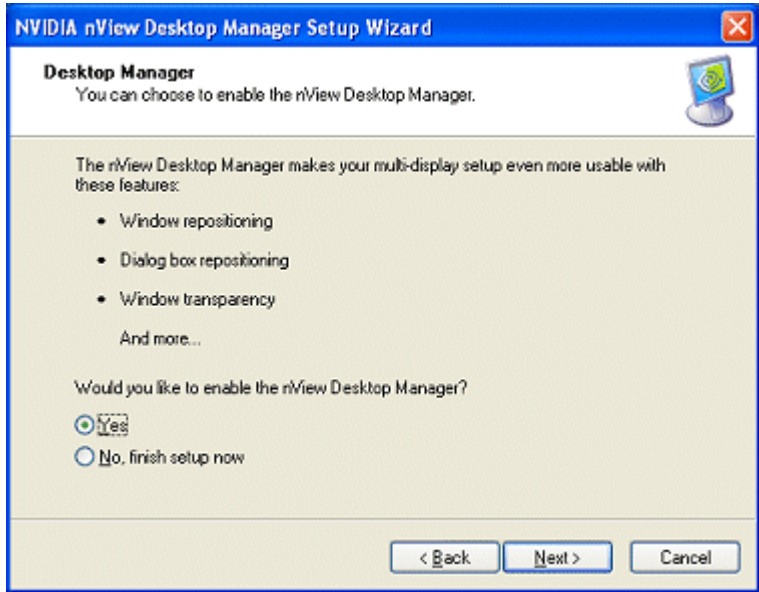 NVIDIA nView Desktop Manager Setup Wizard
Desktop Manager
You can choose to enable the nView Desktop Manager.
The nView Desktop Manager makes your multi-display setup even more usable with
these features:
• Window repositioning
• Dialog box repositioning
• Window transparency
And more...
Would you like to enable the nView Desktop Manager?
Yes
No, finish setup now
< Back
Next >
Cancel